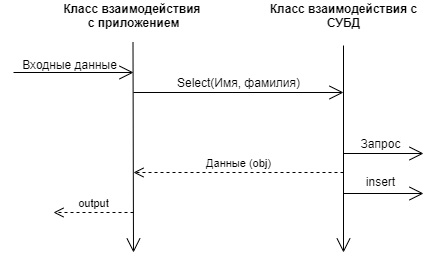 Класс взаимодействия
с приложением
Класс взаимодействия с
СУБД
Входные данные
Select(Имя, фамилия)
Запрос
Данные (obj)
insert
output